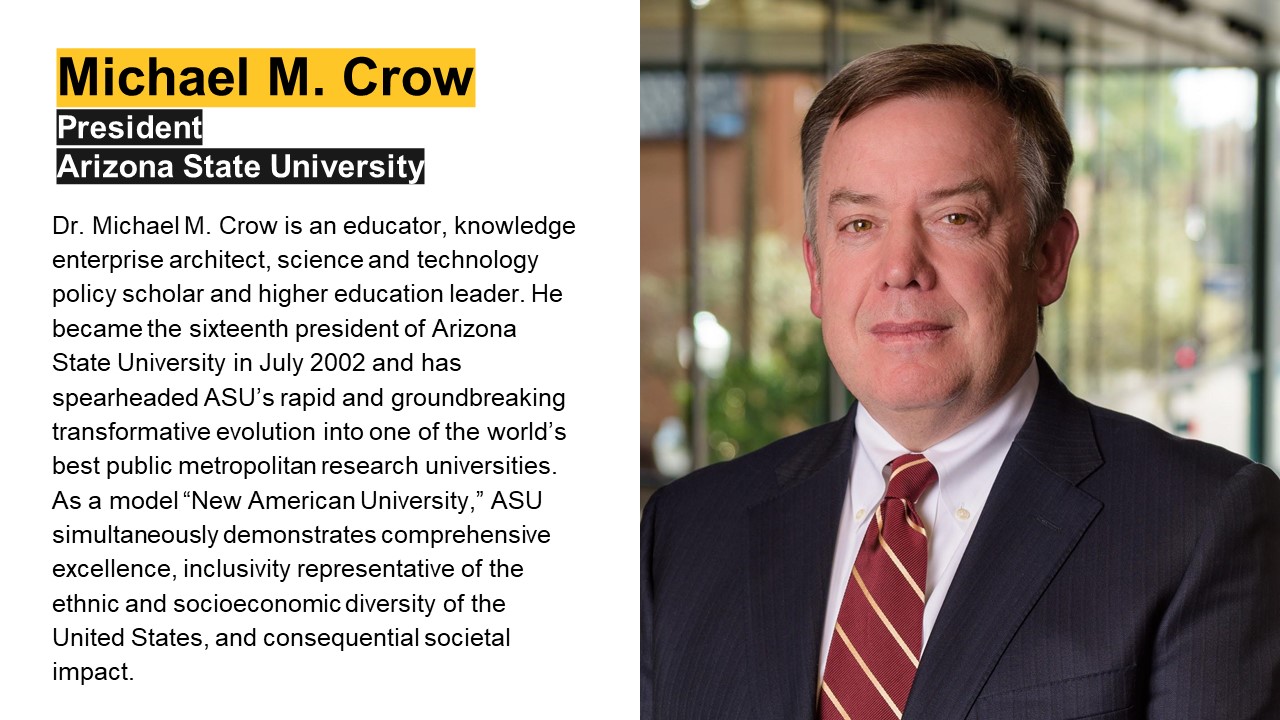 Michael M. Crow
President
Arizona State University
Dr. Michael M. Crow is an educator, knowledge
enterprise architect, science and technology
policy scholar and higher education leader. He
became the sixteenth president of Arizona
State University in July 2002 and has
spearheaded ASU’s rapid and groundbreaking
transformative evolution into one of the world’s
best public metropolitan research universities.
As a model “New American University,” ASU
simultaneously demonstrates comprehensive
excellence, inclusivity representative of the
ethnic and socioeconomic diversity of the
United States, and consequential societal
impact.